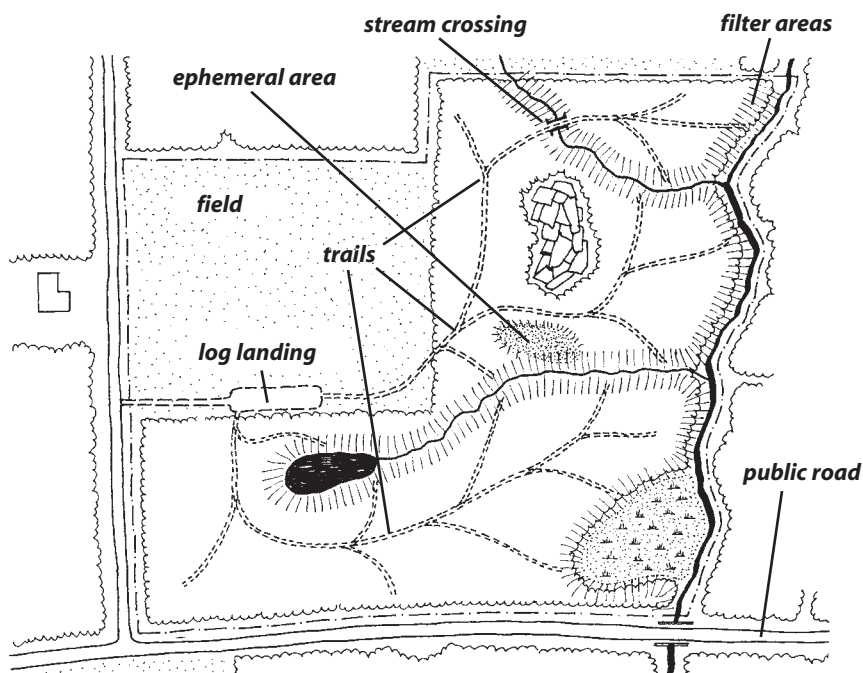 stream crossing
filter areas
ephemeral area
field
trails
log landing
public road